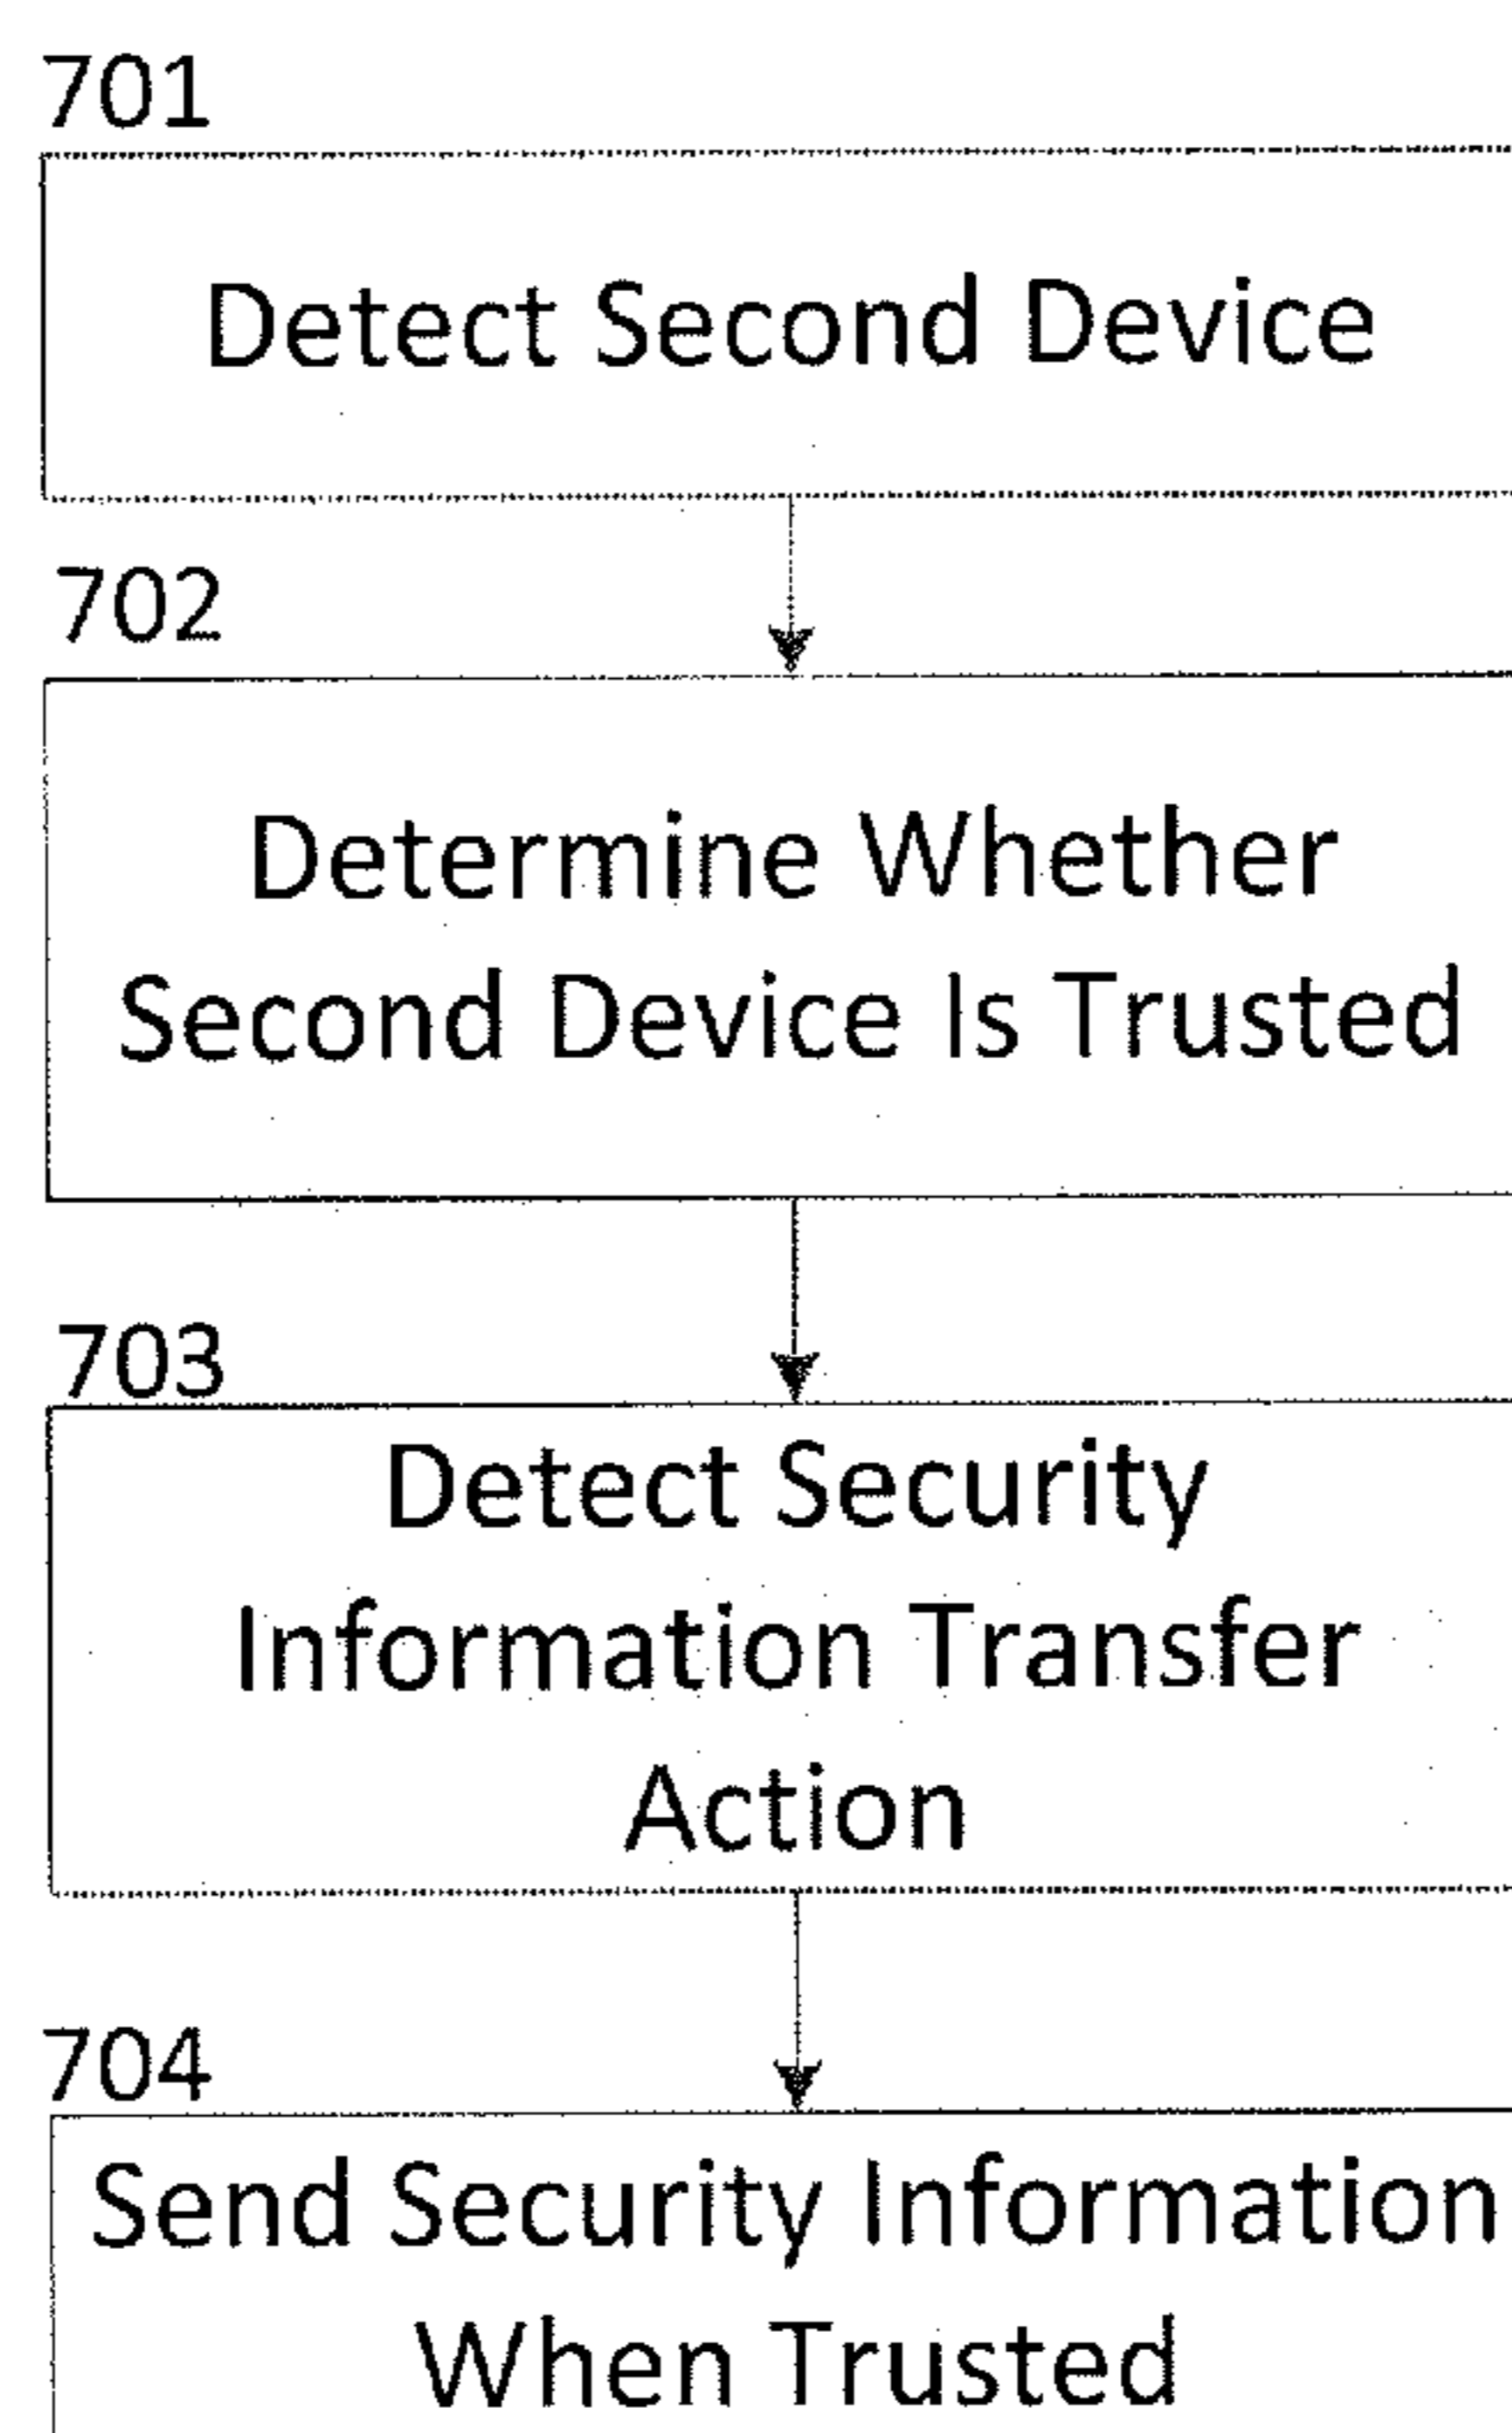 701
Detect Second Device
702
Determine Whether
Second Device Is Trusted
703
Detect Security
Information Transfer
Action
704
Send Security Information
When Trusted